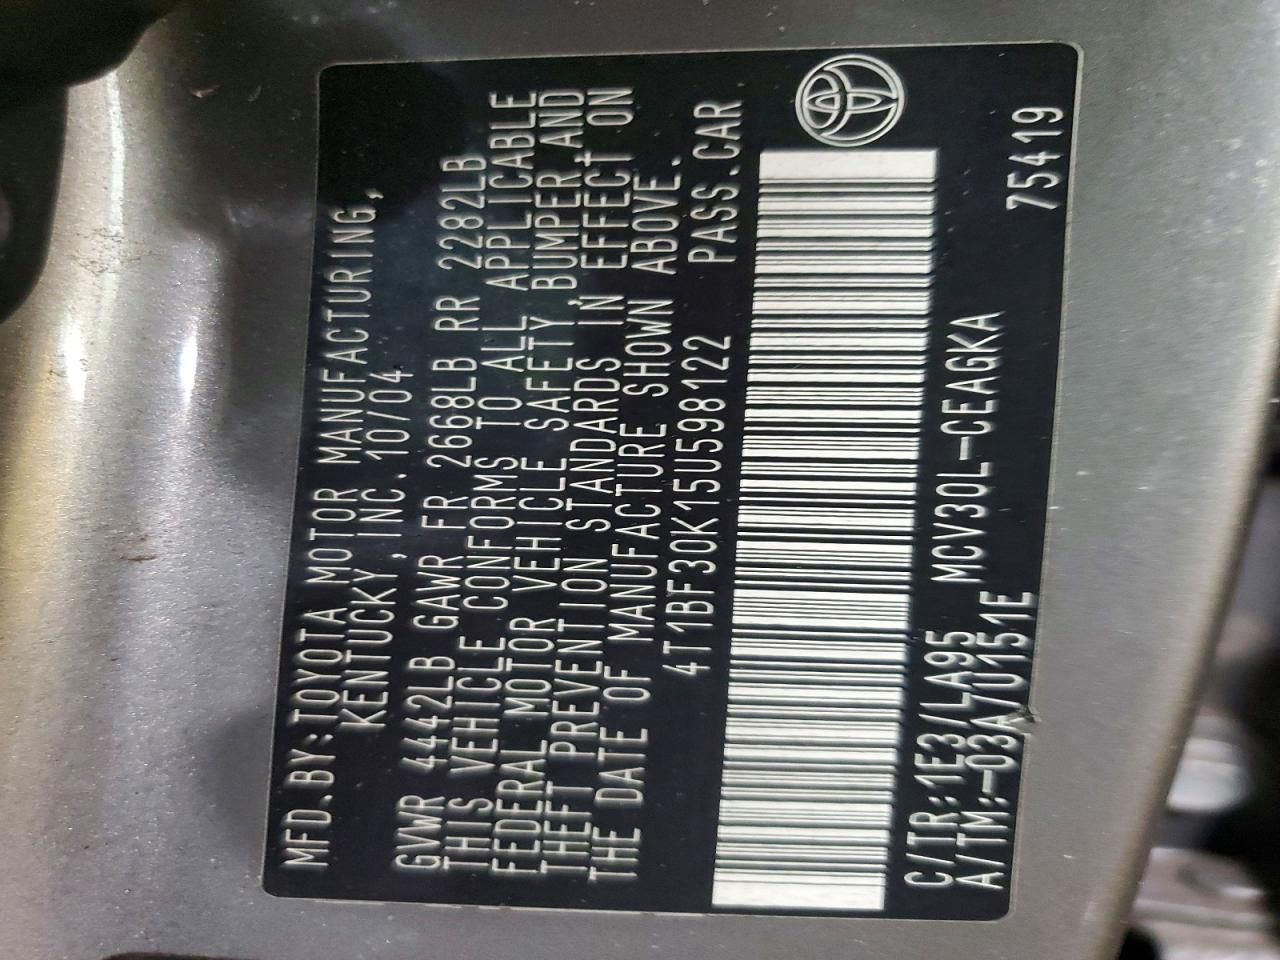 MFD.BY:TOYOTA MOTOR MANUFACTURING,
KENTUCKY,INC.10/04
GVWR 4442LB GAWR FR 2668LB RR 2282LB
THIS VEHICLE CONFORMS TO ALL APPLICABLE
FEDERAL MOTOR VEHICLE SAFETY,BUMPER,AND
THEFT PREVENTION STANDARDS IN EFFECT ON
THE DATE OF MANUFACTURE SHOWN ABOVE.
4T1BF30K15U598122 PASS.CAR
C/TR:1E3/LA95 MCV30L-CEAGKA
A/TM:-03A/U151E 75419